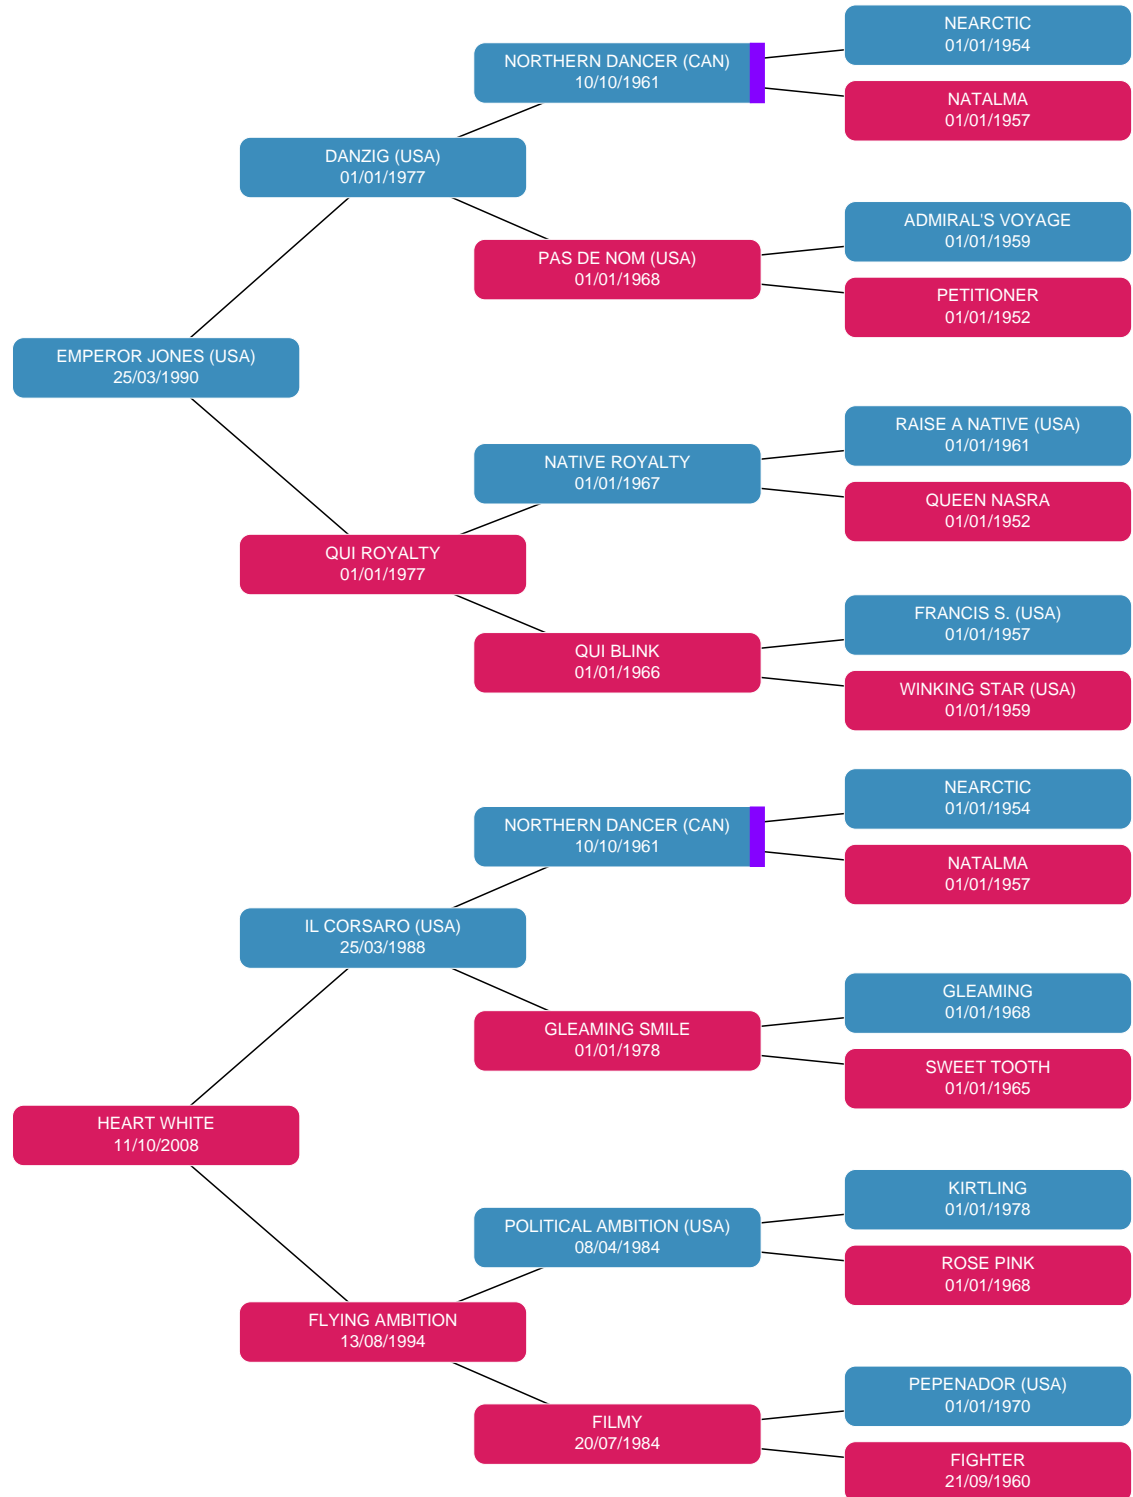 NEARCTIC
01/01/1954
NORTHERN DANCER (CAN)
10/10/1961
NATALMA
01/01/1957
DANZIG (USA)
01/01/1977
ADMIRAL'S VOYAGE
01/01/1959
PAS DE NOM (USA)
01/01/1968
PETITIONER
01/01/1952
EMPEROR JONES (USA)
25/03/1990
RAISE A NATIVE (USA)
01/01/1961
NATIVE ROYALTY
01/01/1967
QUEEN NASRA
01/01/1952
QUI ROYALTY
01/01/1977
FRANCIS S. (USA)
01/01/1957
QUI BLINK
01/01/1966
WINKING STAR (USA)
01/01/1959
NEARCTIC
01/01/1954
NORTHERN DANCER (CAN)
10/10/1961
NATALMA
01/01/1957
IL CORSARO (USA)
25/03/1988
GLEAMING
01/01/1968
GLEAMING SMILE
01/01/1978
SWEET TOOTH
01/01/1965
HEART WHITE
11/10/2008
KIRTLING
01/01/1978
POLITICAL AMBITION (USA)
08/04/1984
ROSE PINK
01/01/1968
FLYING AMBITION
13/08/1994
PEPENADOR (USA)
01/01/1970
FILMY
20/07/1984
FIGHTER
21/09/1960